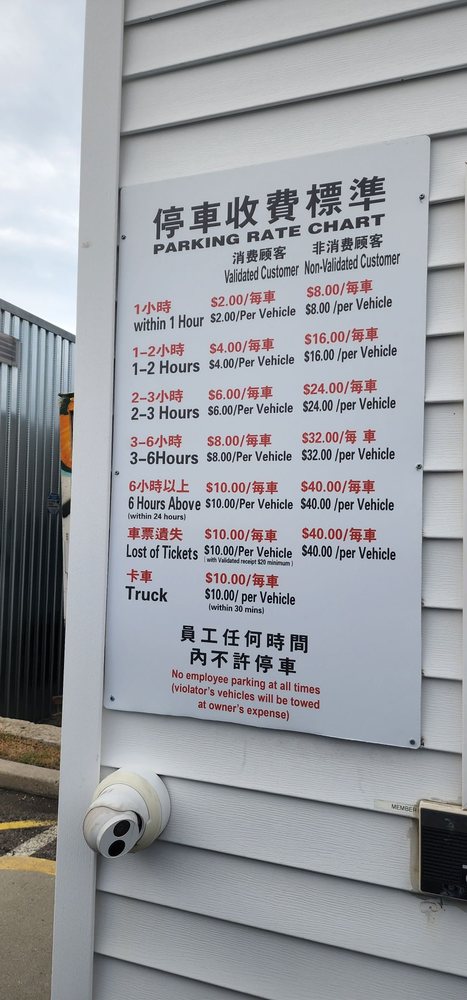 停車收費標準
PARKING RATE CHART
消费顾客 非消费顾客
Validated Customer Non-Validated Customer
1小時 $2.00/每車 $8.00/每車
within 1 Hour $2.00/Per Vehicle $8.00 /per Vehicle
1-2小時 $4.00/每車 $16,00/每車
1-2 Hours $4.00/Per Vehicle $16.00 /per Vehicle
2-3小時 $6.00/每車 $24.00/每車
2-3 Hours $6.00/Per Vehicle $24.00 /per Vehicle
3-6小時 $8.00/每車 $32.00/每 車
3-6Hours $8.00/Per Vehicle $32.00 /per Vehicle
6小時以上 $10.00/每車 $40.00/每車
6 Hours Above $10.00/Per Vehicle $40.00 /per Vehicle
(within 24 hours)
車票遺失 $10.00/每車 $40.00/每車
Lost of Tickets $10.00/Per Vehicle $40.00 /per Vehicle
( with Validated receipt $20 minimum )
卡車 $10.00/每車
Truck $10.00/ per Vehicle
(within 30 mins)
員工任何時間
內不許停車
No employee parking at all times
(violator's vehicles will be towed
at owner's expense)
MEMBER